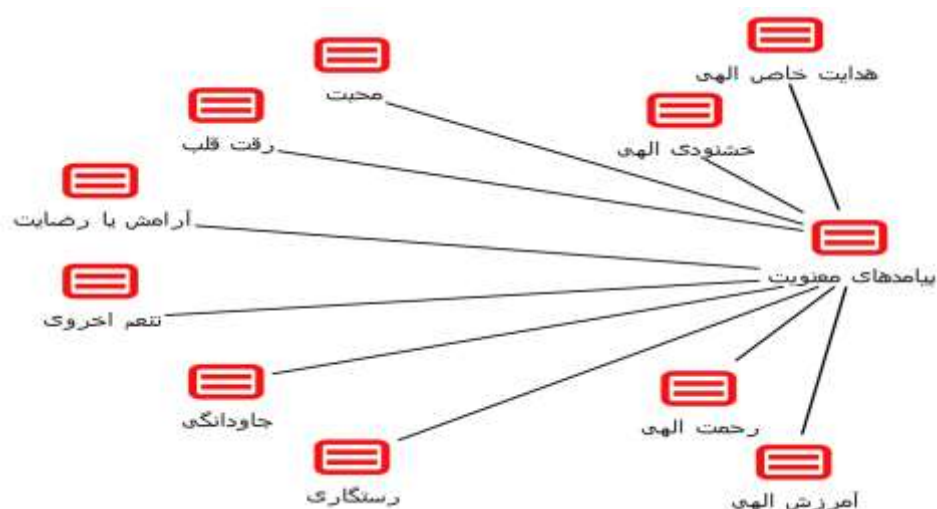 هدایت خاص الهی
محبت
خشنودی الهی
رقت قلب
آرامش یا رضایت
پیامدهای معنویت
تنعم اخروی
جاودانگی
رحمت الهی
رستگاری
آمرزش الهی